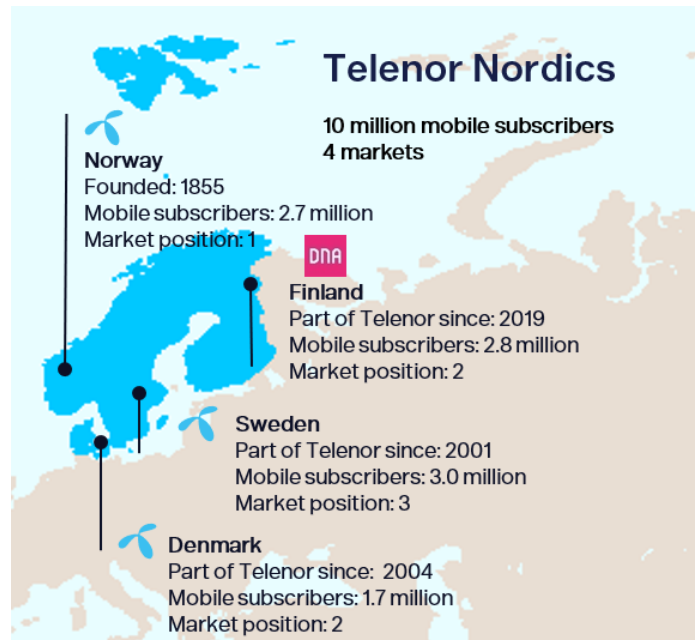 Telenor Nordics
10 million mobile subscribers
4 markets
Norway
Founded: 1855
Mobile subscribers: 2.7 million
Market position: 1
DNA
Finland
Part of Telenor since: 2019
Mobile subscribers: 2.8 million
Market position: 2
Sweden
Part of Telenor since: 2001
Mobile subscribers: 3.0 million
Market position: 3
Denmark
Part of Telenor since:  2004
Mobile subscribers: 1.7 million
Market position: 2